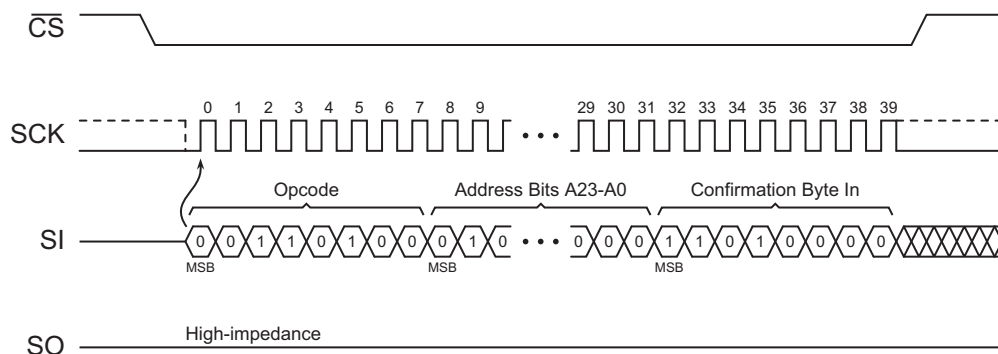 CS
0 1 2 3 4 5 6 7 8 9 29 30 31 32 33 34 35 36 37 38 39
SCK
Opcode Address Bits A23-A0 Confirmation Byte In
SI 0 0 1 1 0 1 0 0 0 1 0 0 0 0 1 1 0 1 0 0 0 0
MSB MSB MSB
High-impedance
SO